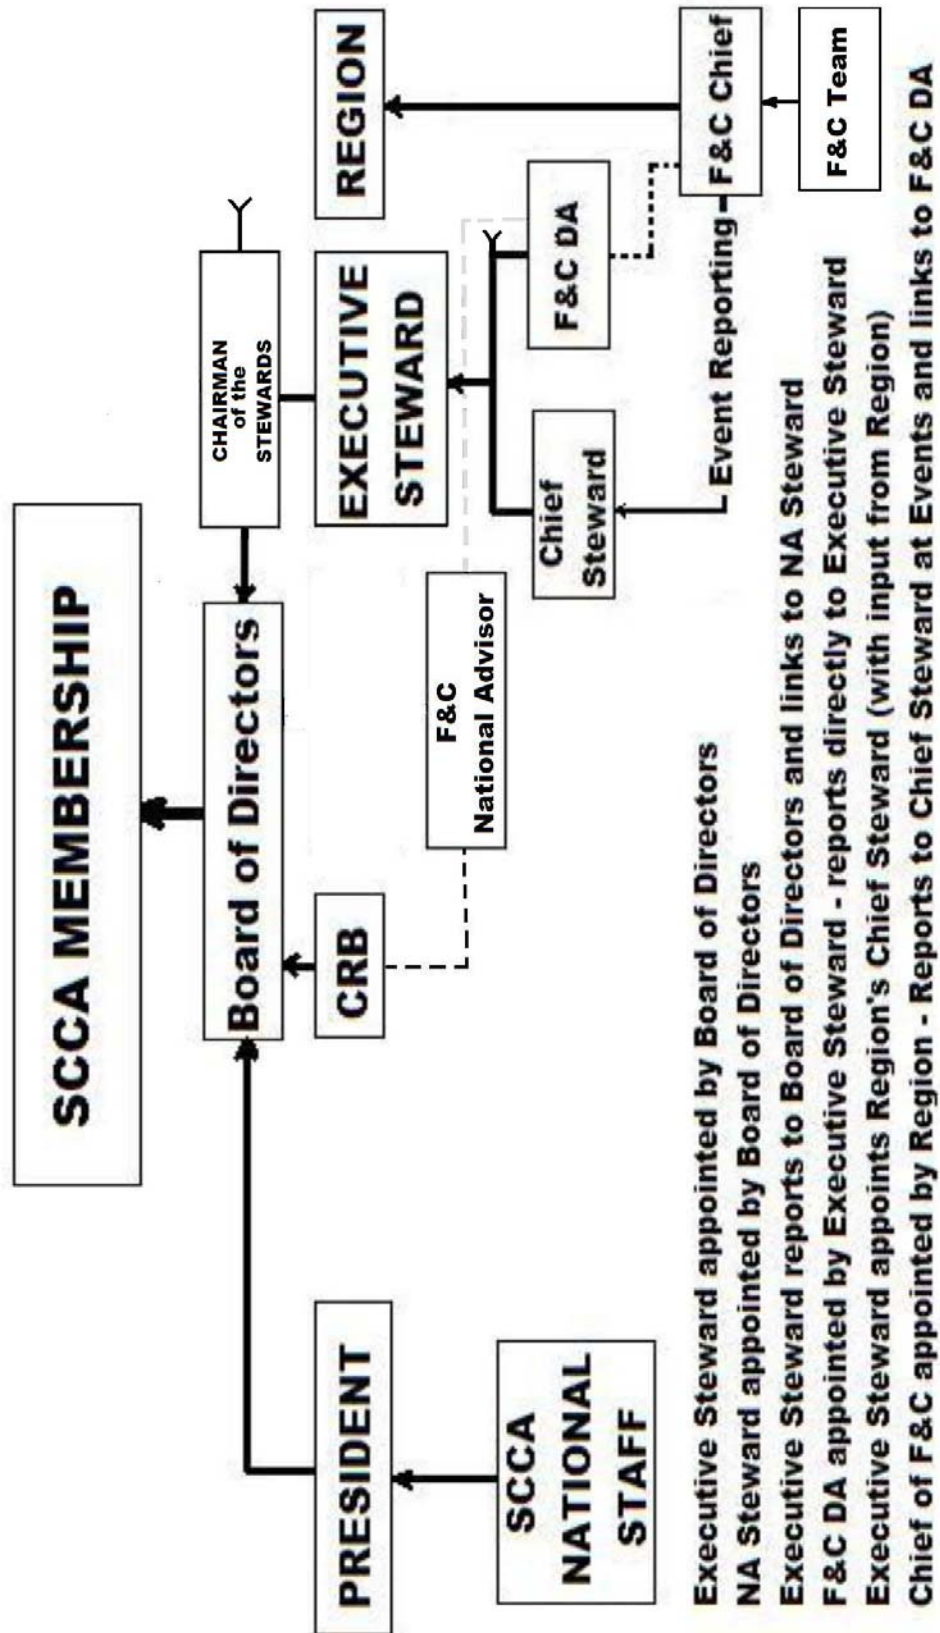 SCCA MEMBERSHIP
Board of Directors
CHAIRMAN
of the
STEWARDS
PRESIDENT
CRB
EXECUTIVE
STEWARD
REGION
SCCA
NATIONAL
STAFF
F&C
National Advisor
Chief
Steward
F&C DA
Event Reporting
F&C Chief
F&C Team
Executive Steward appointed by Board of Directors
NA Steward appointed by Board of Directors
Executive Steward reports to Board of Directors and links to NA Steward
F&C DA appointed by Executive Steward - reports directly to Executive Steward
Executive Steward appoints Region's Chief Steward (with input from Region)
Chief of F&C appointed by Region - Reports to Chief Steward at Events and links to F&C DA